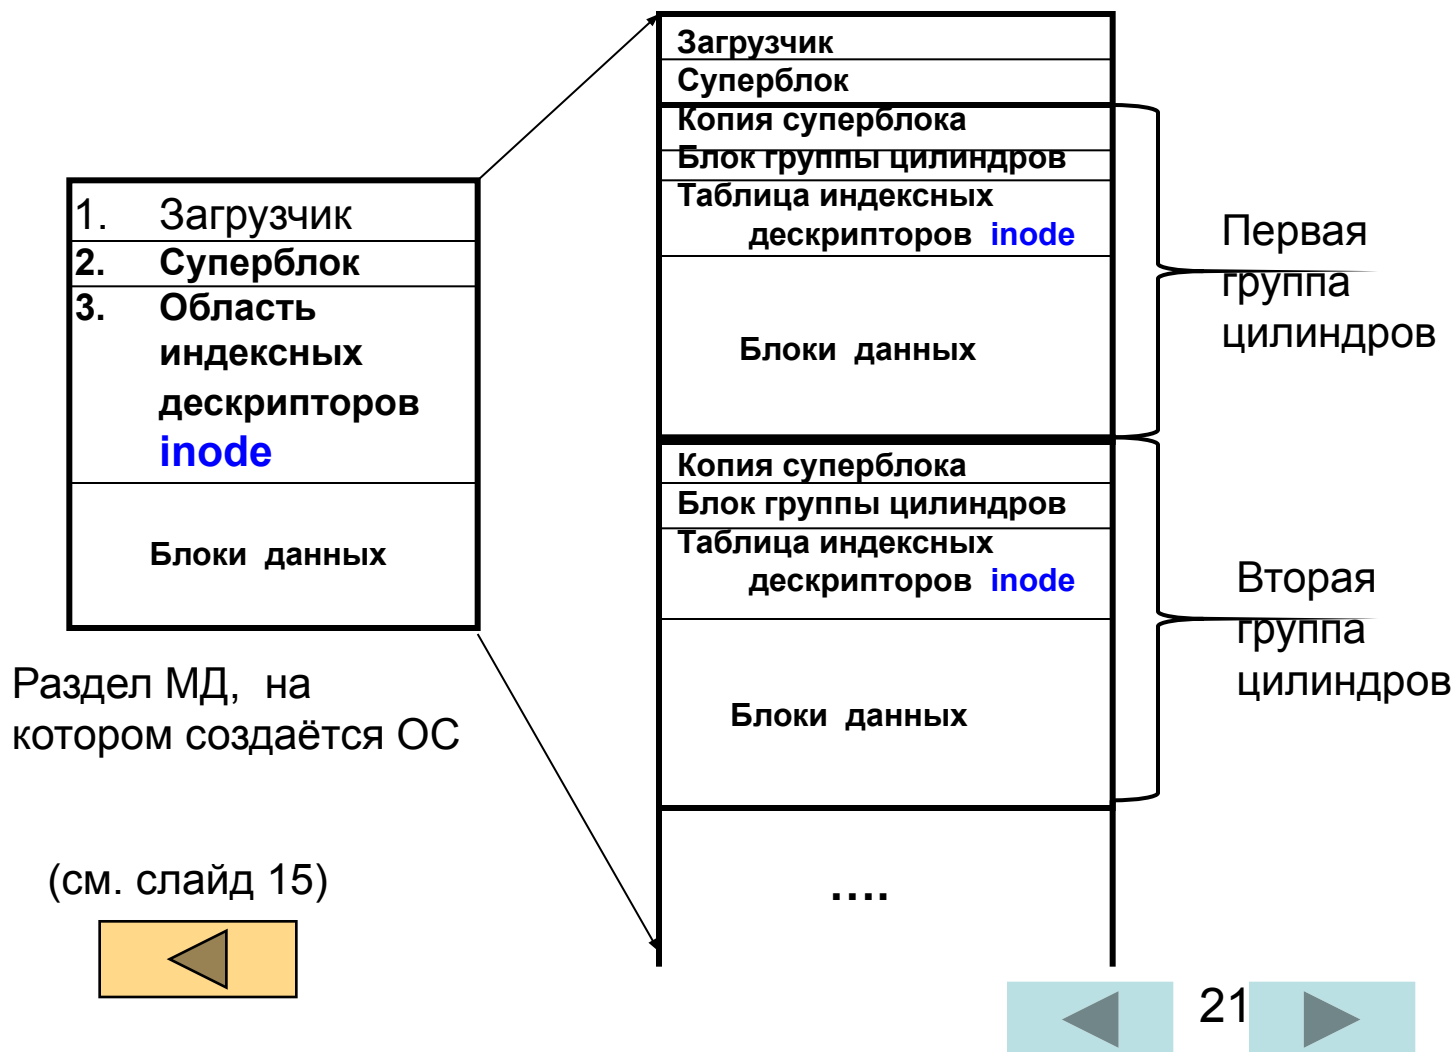 1. Загрузчик
2. Суперблок
3. Область
индексных
дескрипторов
inode
Блоки данных
Раздел МД, на
котором создаётся ОС
(см. слайд 15)
Загрузчик
Суперблок
Копия суперблока
Блок группы цилиндров
Таблица индексных
дескрипторов inode
Блоки данных
Первая
группа
цилиндров
Копия суперблока
Блок группы цилиндров
Таблица индексных
дескрипторов inode
Блоки данных
Вторая
группа
цилиндров
....
21